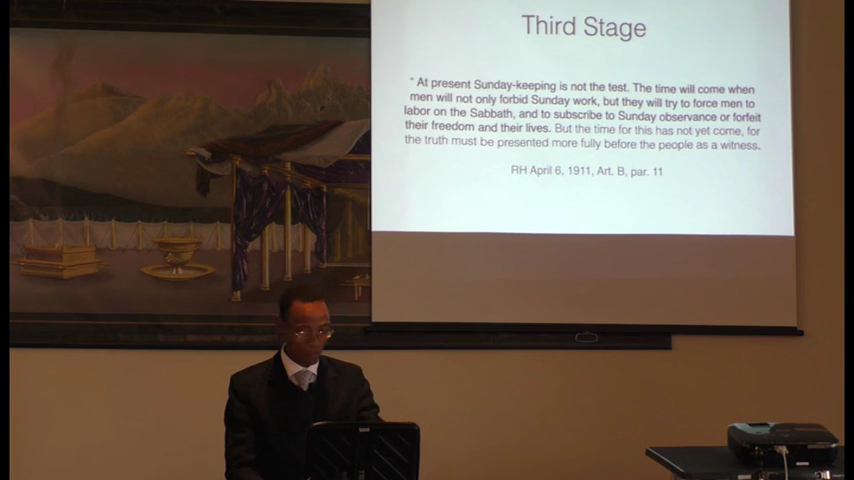 Third Stage
" At present Sunday-keeping is not the test. The time will come when
men will not only forbid Sunday work, but they will try to force men to
labor on the Sabbath, and to subscribe to Sunday observance or forfeit
their freedom and their lives. But the time for this has not yet come, for
the truth must be presented more fully before the people as a witness.
RH April 6, 1911, Art. B, par. 11